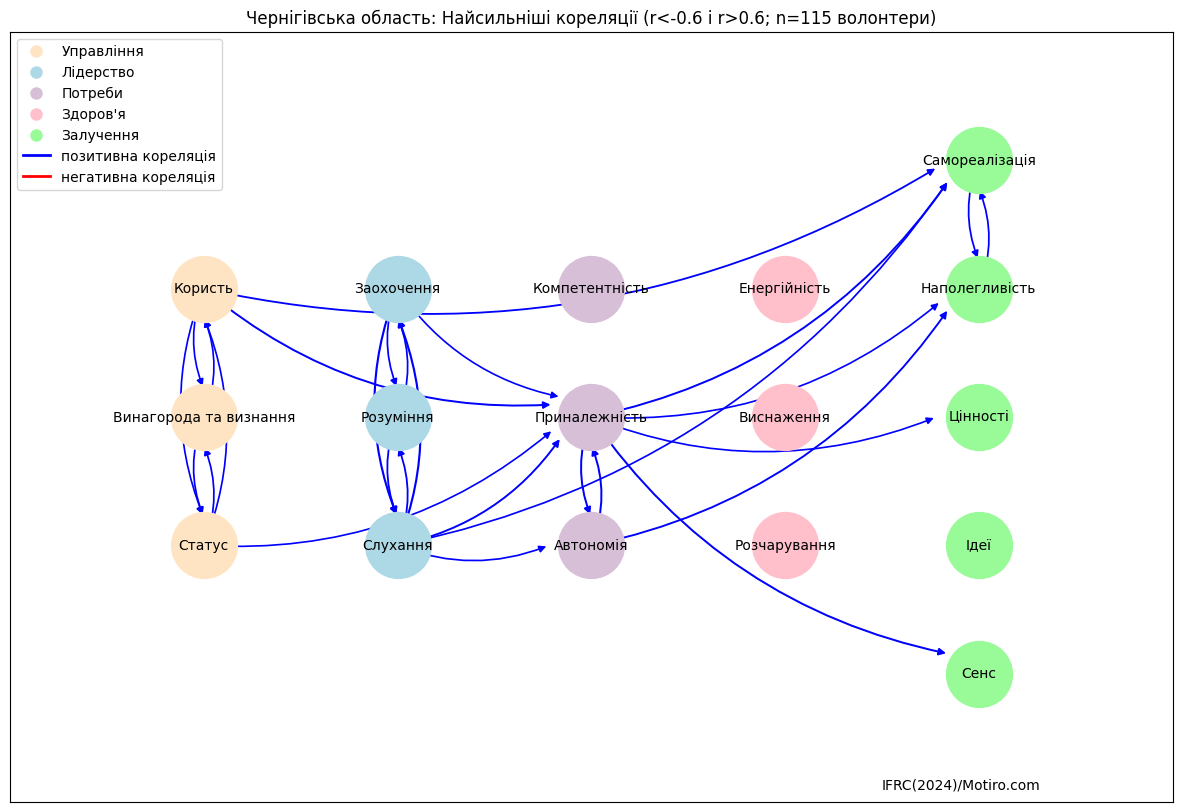 Чернігівська область: Найсильніші кореляції (r<-0.6 і r>0.6; n=115 волонтери)
Управління
Лідерство
Потреби
Здоров'я
Залучення
позитивна кореляція
негативна кореляція
Самореалізація
Користь
Заохочення
Компетентність
Енергійність
Наполегливість
Винагорода та визнання
Розуміння
Приналежність
Виснаження
Цінності
Статус
Слухання
Автономія
Розчарування
Ідеї
Сенс
IFRC(2024)/Motiro.com